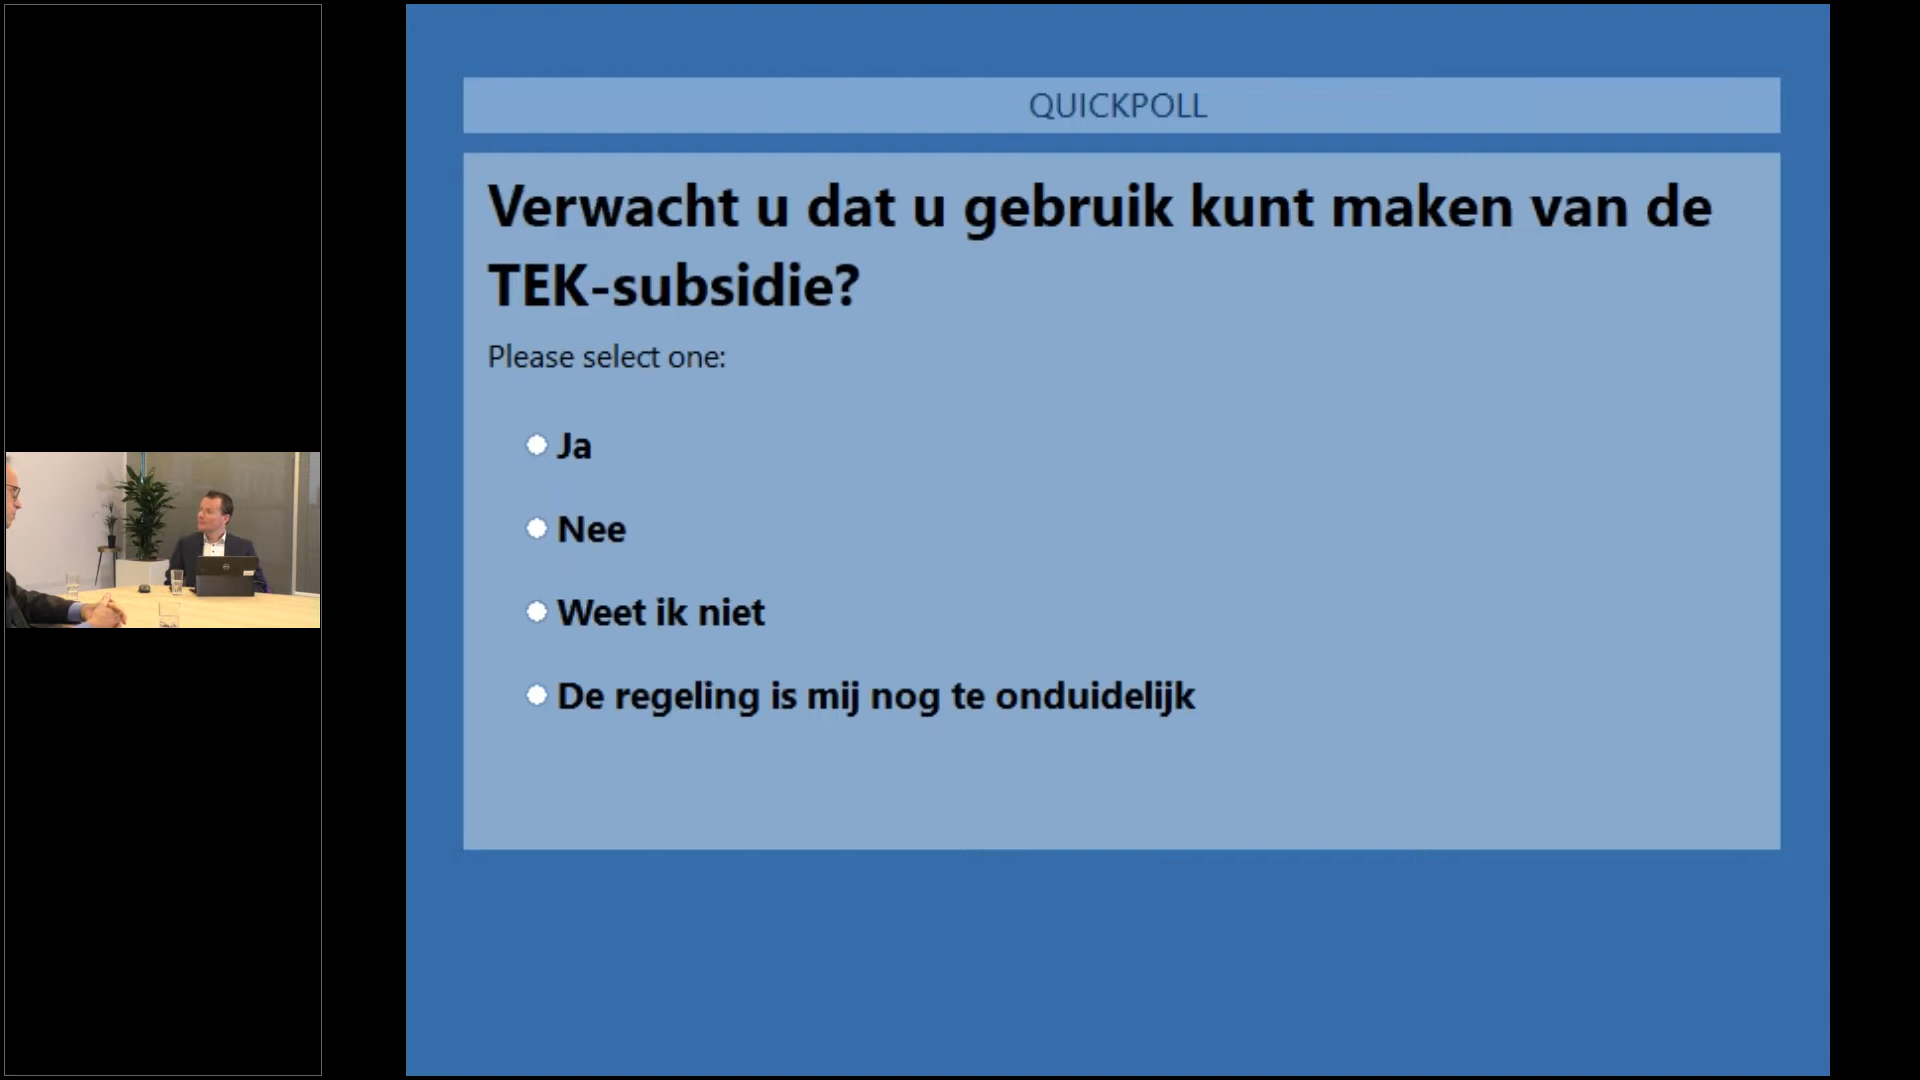 QUICKPOLL
Verwacht u dat u gebruik kunt maken van de
TEK-subsidie?
Please select one:
Ja
Nee
Weet ik niet
De regeling is mij nog te onduidelijk